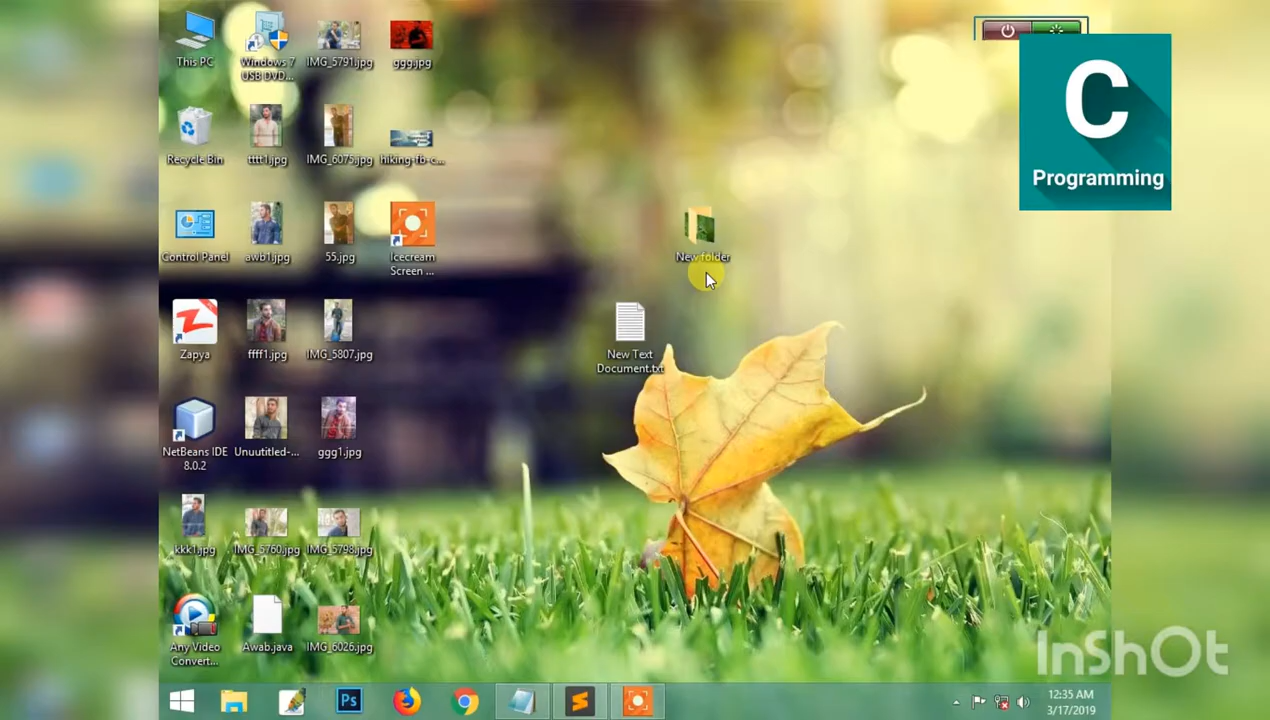 This PC
Windows 7
USB DVD...
IMG_5791.jpg
ggg.jpg
C
Programming
Recycle Bin
tttt1.jpg
IMG_6075.jpg
hiking-fb-c...
Control Panel
awb1.jpg
55.jpg
Icecream
Screen ...
New folder
Zapya
ffff1.jpg
IMG_5807.jpg
New Text
Document.txt
NetBeans IDE
8.0.2
Unuutitled-...
ggg1.jpg
kkk1.jpg
IMG_5760.jpg
IMG_5798.jpg
Any Video
Convert...
Awab.java
IMG_6026.jpg
InShOt
Ps
12:35 AM
3/17/2019